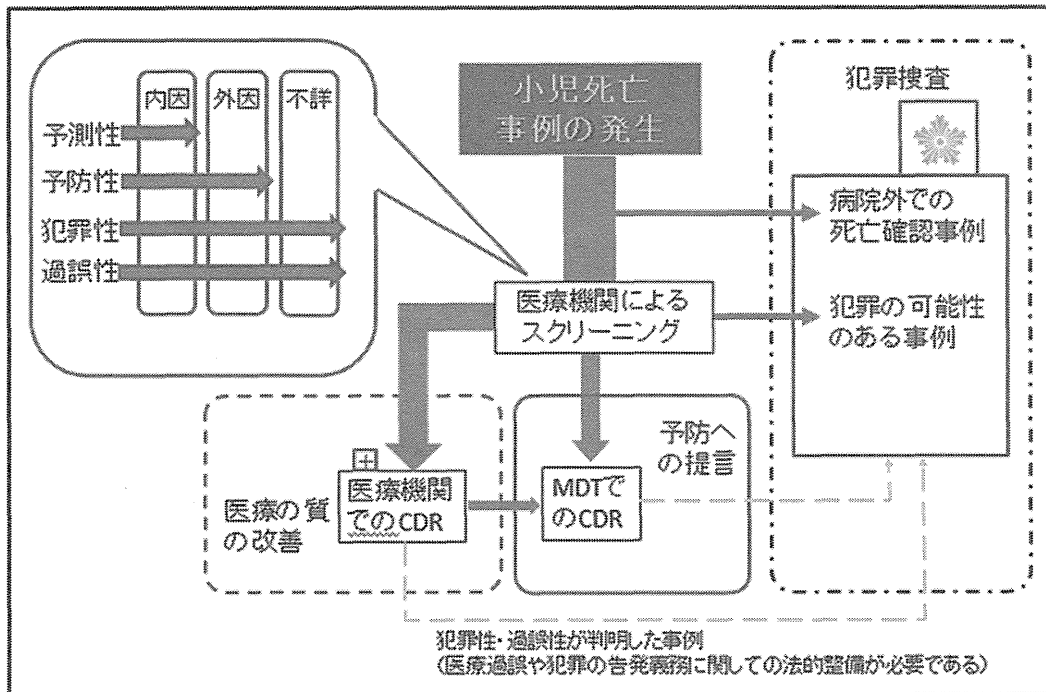 小児死亡
事例の発生
内因
外因
不詳
予測性
予防性
犯罪性
過誤性
犯罪捜査
病院外での
死亡確認事例
犯罪の可能性
のある事例
医療機関による
スクリーニング
医療の質
の改善
医療機関
でのCDR
予防へ
の提言
MDTで
のCDR
犯罪性・過誤性が判明した事例
(医療過誤や犯罪の告発義務に関しての法的整備が必要である)